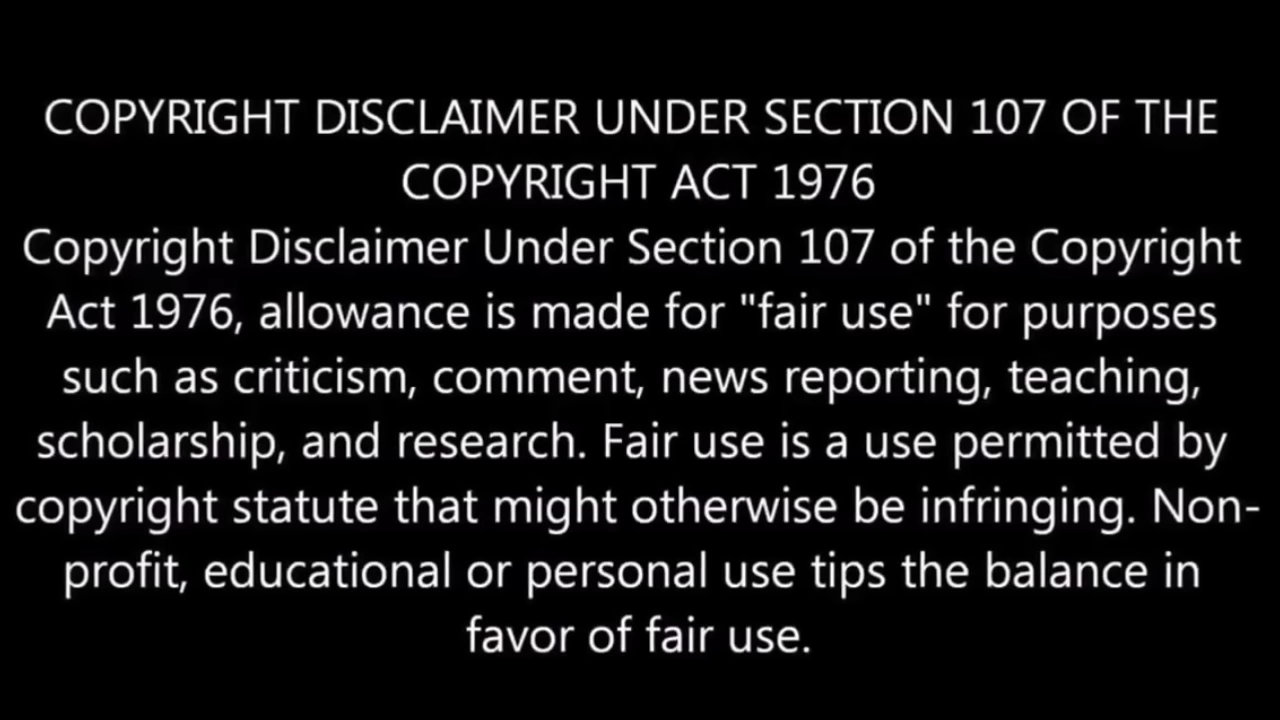 COPYRIGHT DISCLAIMER UNDER SECTION 107 OF THE
COPYRIGHT ACT 1976
Copyright Disclaimer Under Section 107 of the Copyright
Act 1976, allowance is made for "fair use" for purposes
such as criticism, comment, news reporting, teaching,
scholarship, and research. Fair use is a use permitted by
copyright statute that might otherwise be infringing. Non-
profit, educational or personal use tips the balance in
favor of fair use.